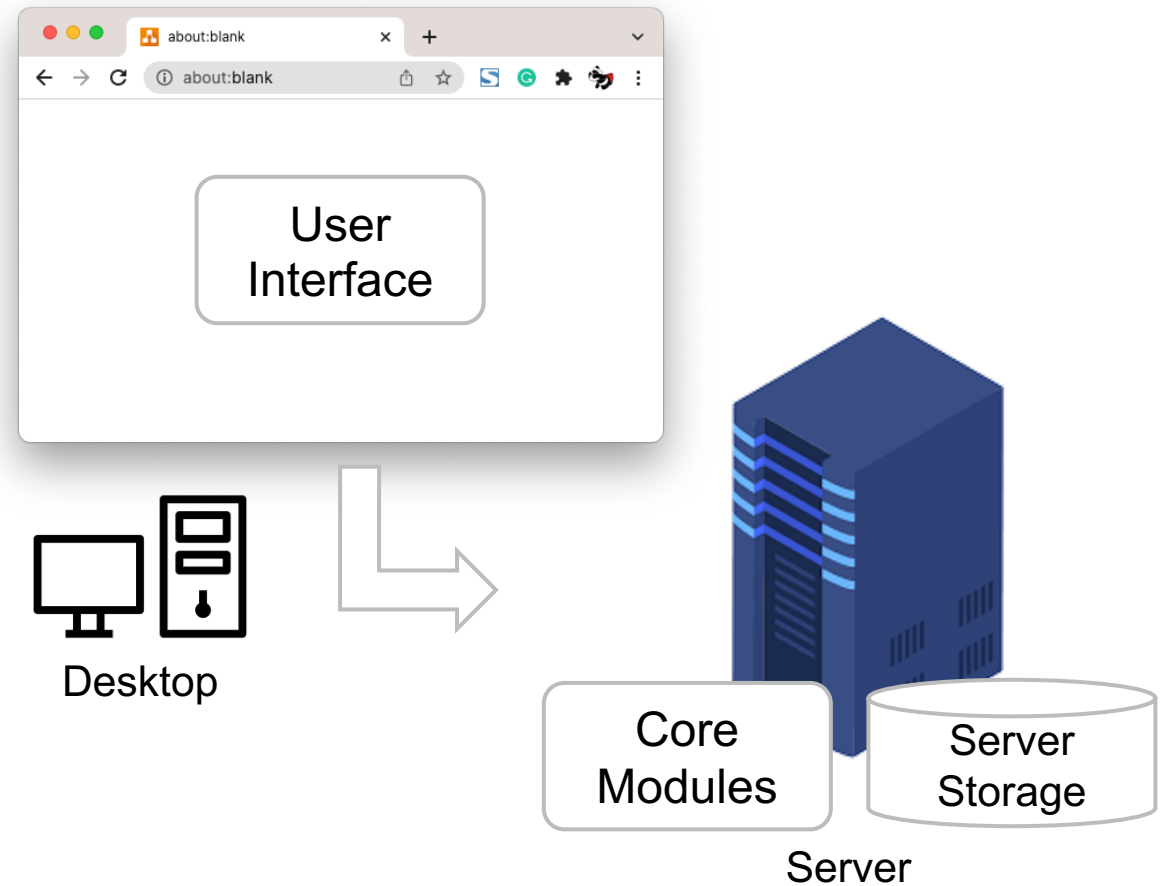 about:blank
about:blank
User
Interface
Desktop
Core
Modules
Server
Storage
Server